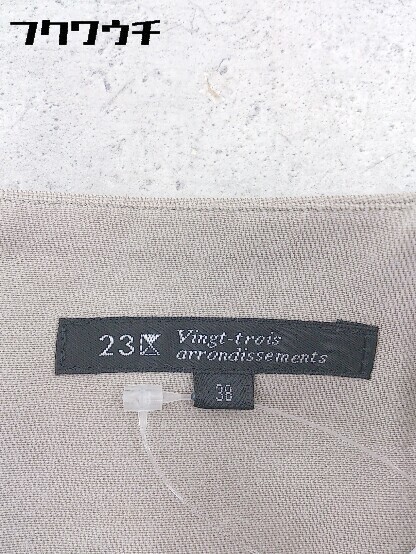 フクワウチ
23区 Vingt-trois
arrondissements
38